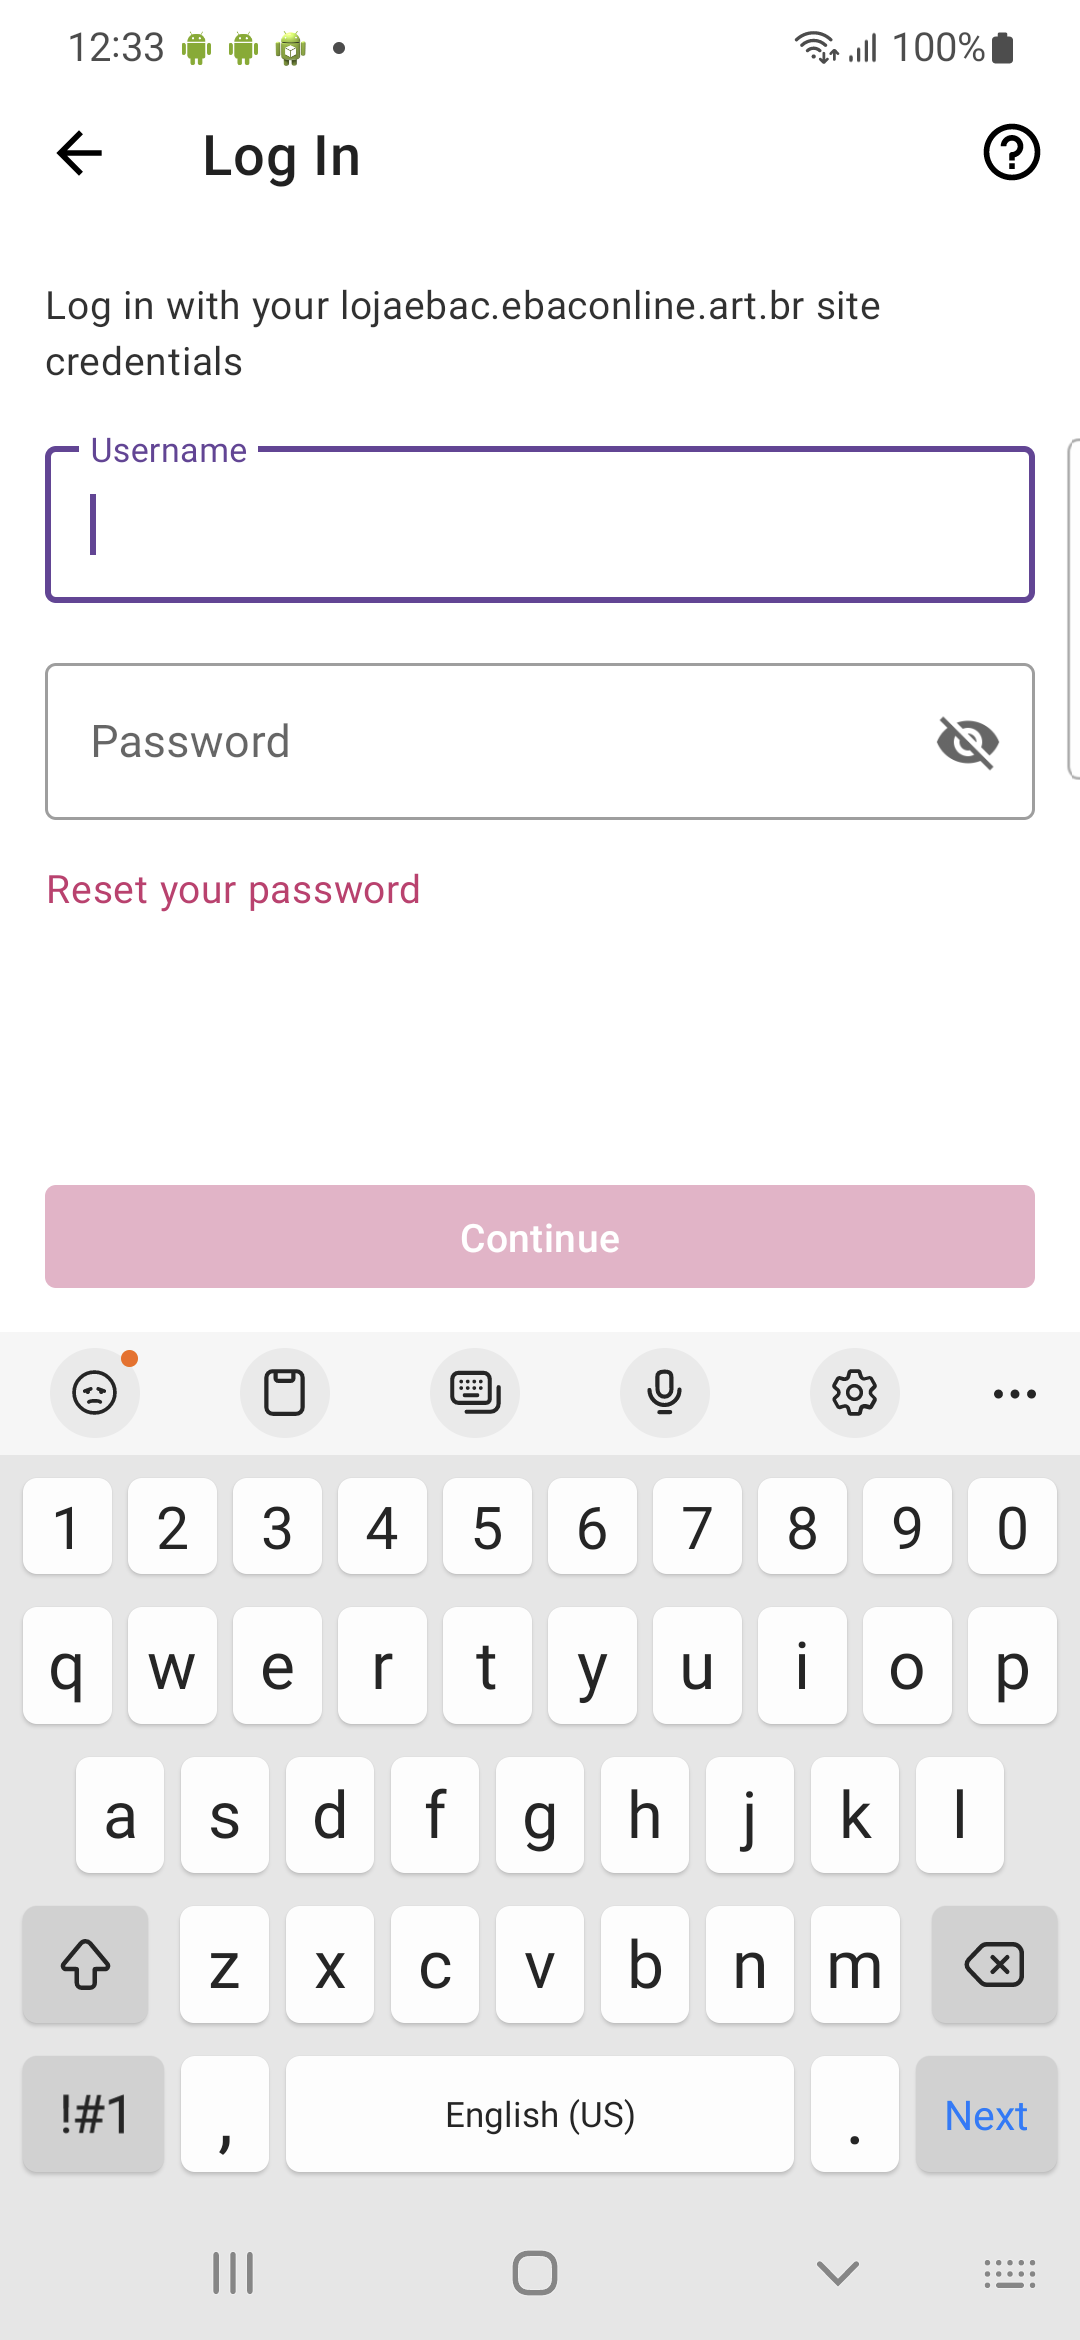 12:33
100%
Log In
Log in with your lojaebac.ebaconline.art.br site
credentials
Username
Password
Reset your password
Continue
1 2 3 4 5 6 7 8 9 0
q w e r t y u i o p
a s d f g h j k l
z x c v b n m
!#1 , English (US) . Next